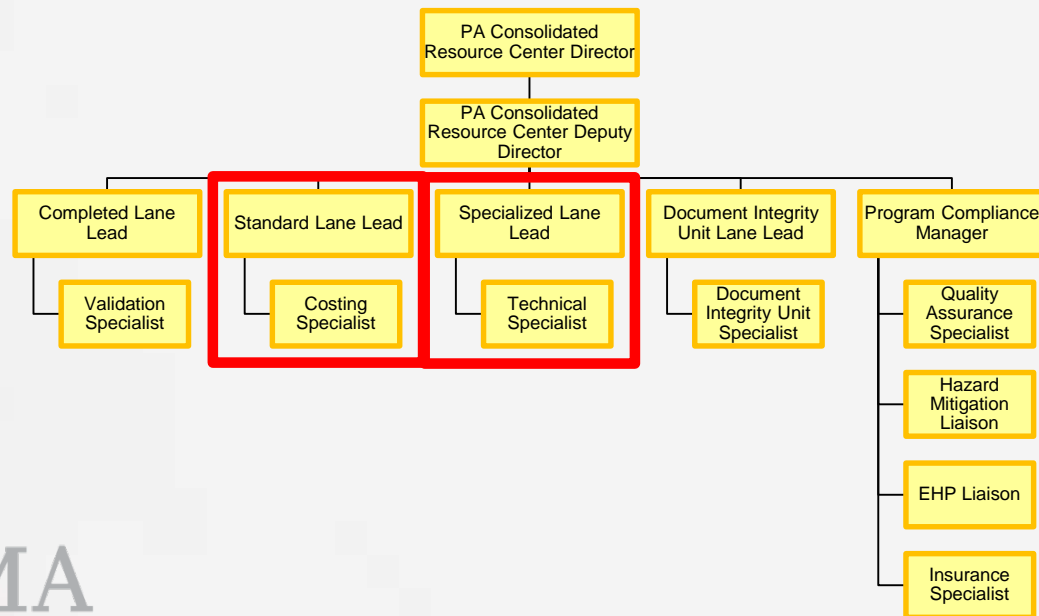 PA Consolidated
Resource Center Director
PA Consolidated
Resource Center Deputy
Director
Completed Lane
Lead
Standard Lane Lead
Specialized Lane
Lead
Document Integrity
Unit Lane Lead
Program Compliance
Manager
Validation
Specialist
Costing
Specialist
Technical
Specialist
Document
Integrity Unit
Specialist
Quality
Assurance
Specialist
Hazard
Mitigation
Liaison
EHP Liaison
Insurance
Specialist
MA